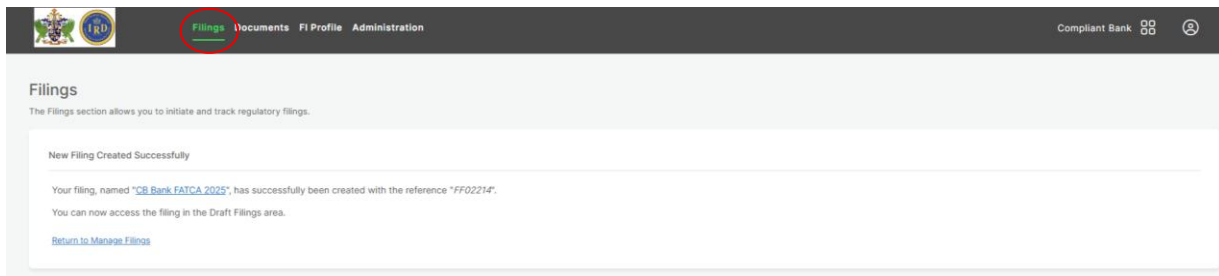 IRD
Filings Documents FI Profile Administration Compliant Bank
Filings
The Filings section allows you to initiate and track regulatory filings.
New Filing Created Successfully
Your filing, named "CB Bank FATCA 2025", has successfully been created with the reference "FF02214".
You can now access the filing in the Draft Filings area.
Return to Manage Filings